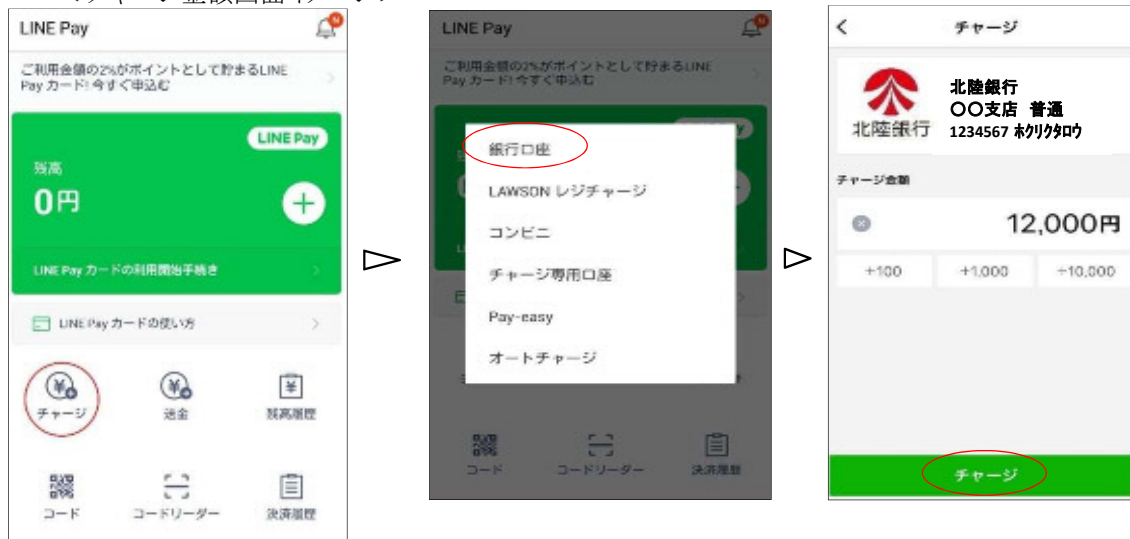 LINE Pay
N
ご利用金額の2%がポイントとして貯まるLINE
Pay カード! 今すぐ申込む
LINE Pay
残高
0円
+
LINE Pay カードの利用開始手続き
LINE Pay カードの使い方
チャージ
送金
残高履歴
コード
コードリーダー
決済履歴
LINE Pay
N
ご利用金額の2%がポイントとして貯まるLINE
Pay カード! 今すぐ申込む
銀行口座
LAWSON レジチャージ
コンビニ
チャージ専用口座
Pay-easy
オートチャージ
コード
コードリーダー
決済履歴
チャージ
北陸銀行
北陸銀行
〇〇支店 普通
1234567 ホクリクタロウ
チャージ金額
12,000円
+100 +1,000 +10,000
チャージ